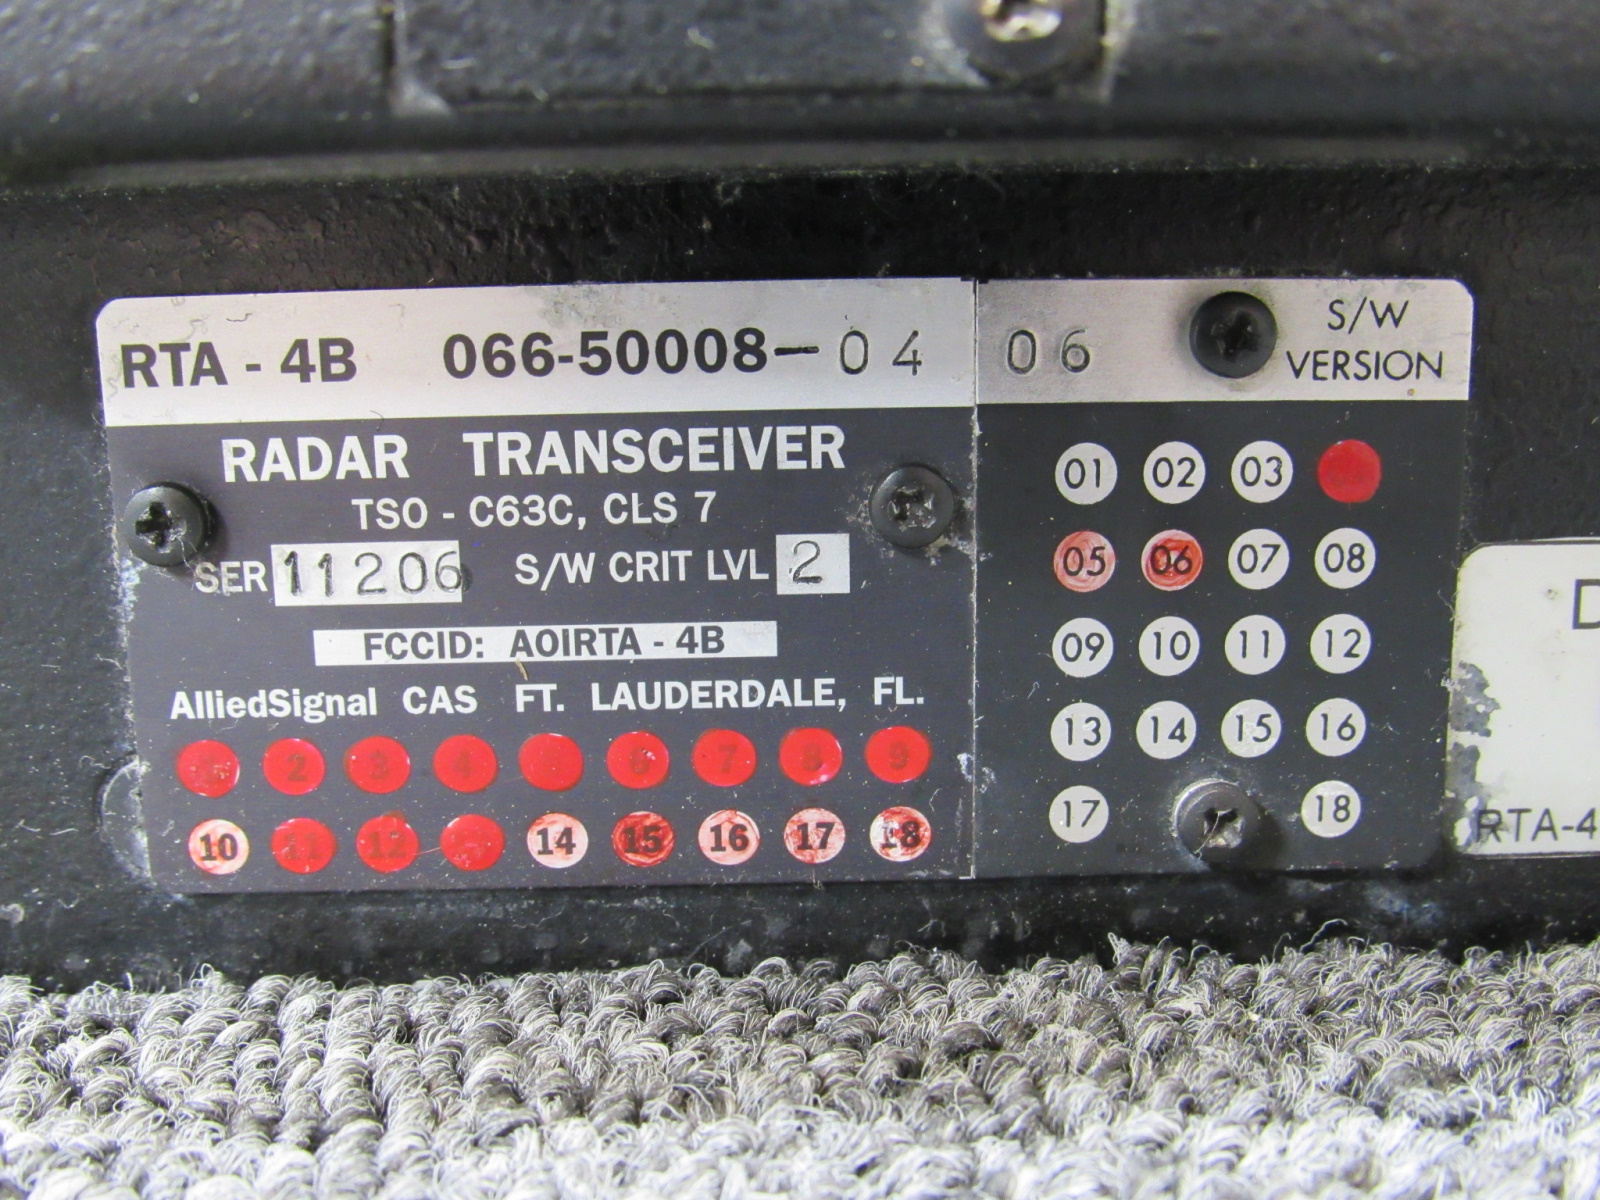 RTA - 4B 066-50008-04 06 S/W VERSION
RADAR TRANSCEIVER
TSO - C63C, CLS 7
SER 11206 S/W CRIT LVL 2
FCCID: AOIRTA - 4B
AlliedSignal CAS FT. LAUDERDALE, FL.
2 3 4 6 7 8 9
10 11 12 14 15 16 17 18
01 02 03
05 06 07 08
09 10 11 12
13 14 15 16
17 18
D
RTA-4